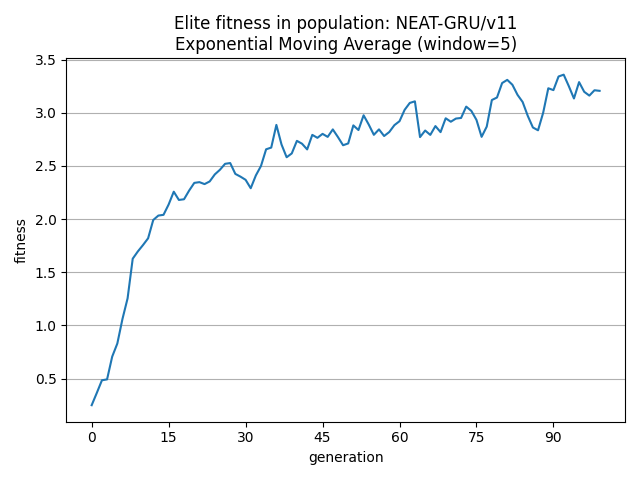 Elite fitness in population: NEAT-GRU/v11
Exponential Moving Average (window=5)
3.5
3.0
2.5
2.0
1.5
1.0
0.5
fitness
0 15 30 45 60 75 90
generation